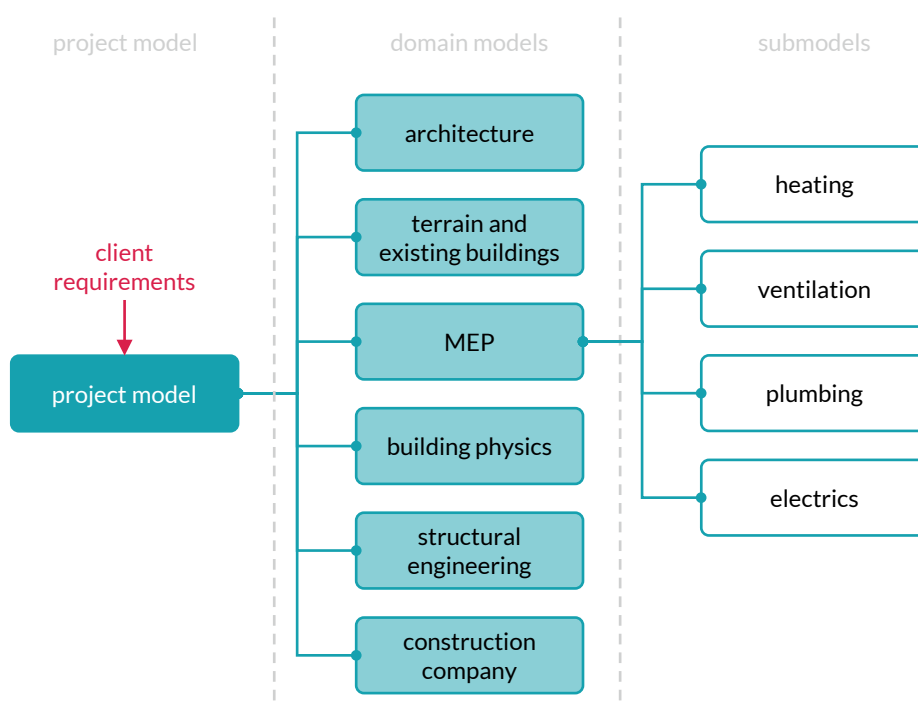 project model
domain models
submodels
client
requirements
project model
architecture
terrain and
existing buildings
MEP
building physics
structural
engineering
construction
company
heating
ventilation
plumbing
electrics